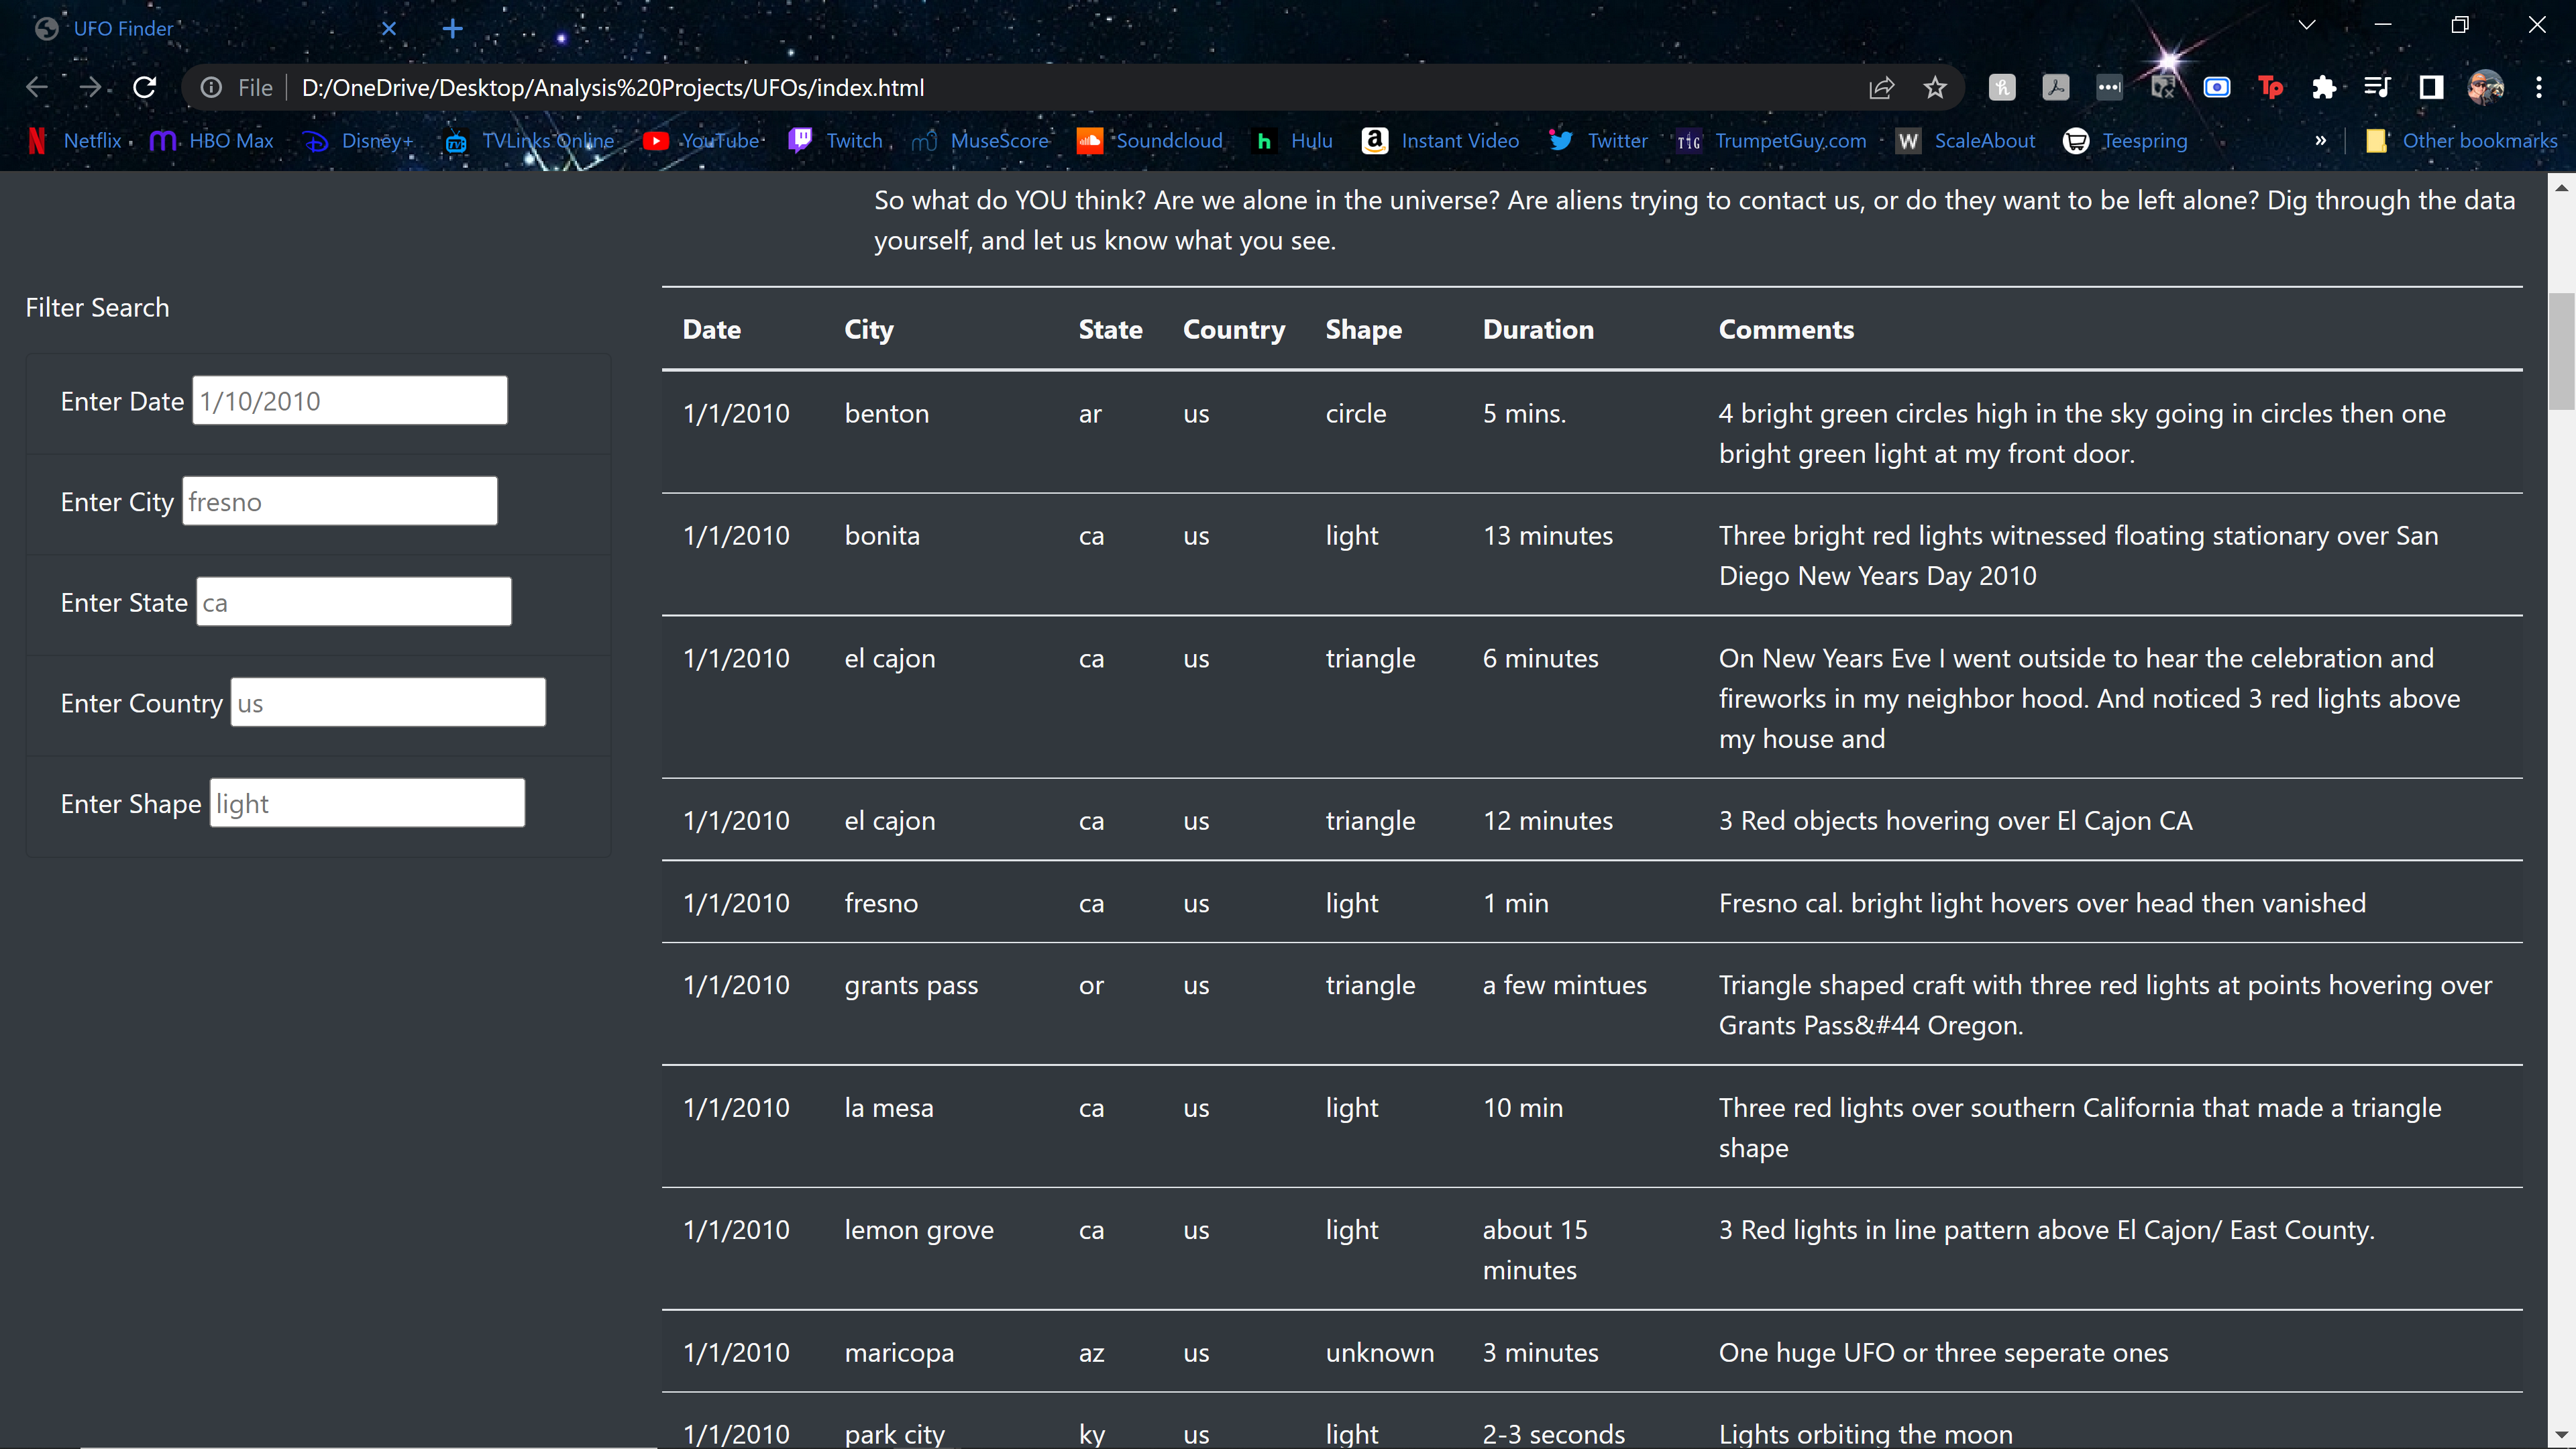 UFO Finder
File D:/OneDrive/Desktop/Analysis%20Projects/UFOs/index.html
Netflix HBO Max Disney+ TVLinks Online YouTube Twitch MuseScore Soundcloud Hulu Instant Video Twitter TrumpetGuy.com ScaleAbout Teespring » Other bookmarks
So what do YOU think? Are we alone in the universe? Are aliens trying to contact us, or do they want to be left alone? Dig through the data
yourself, and let us know what you see.
Filter Search
Enter Date 1/10/2010
Enter City fresno
Enter State ca
Enter Country us
Enter Shape light
Date City State Country Shape Duration Comments
1/1/2010 benton ar us circle 5 mins. 4 bright green circles high in the sky going in circles then one
bright green light at my front door.
1/1/2010 bonita ca us light 13 minutes Three bright red lights witnessed floating stationary over San
Diego New Years Day 2010
1/1/2010 el cajon ca us triangle 6 minutes On New Years Eve I went outside to hear the celebration and
fireworks in my neighbor hood. And noticed 3 red lights above
my house and
1/1/2010 el cajon ca us triangle 12 minutes 3 Red objects hovering over El Cajon CA
1/1/2010 fresno ca us light 1 min Fresno cal. bright light hovers over head then vanished
1/1/2010 grants pass or us triangle a few mintues Triangle shaped craft with three red lights at points hovering over
Grants Pass&#44 Oregon.
1/1/2010 la mesa ca us light 10 min Three red lights over southern California that made a triangle
shape
1/1/2010 lemon grove ca us light about 15 3 Red lights in line pattern above El Cajon/ East County.
minutes
1/1/2010 maricopa az us unknown 3 minutes One huge UFO or three seperate ones
1/1/2010 park city ky us light 2-3 seconds Lights orbiting the moon